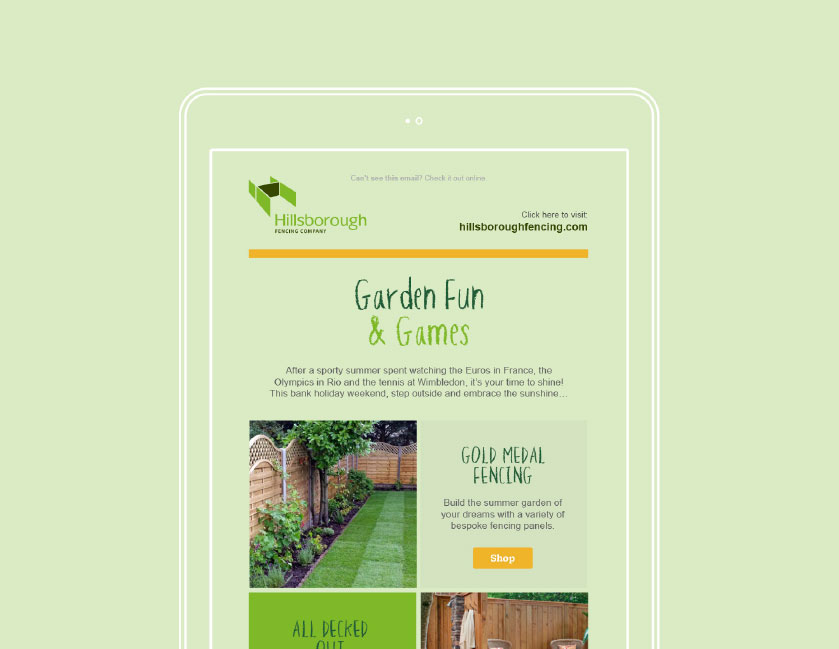 Can't see this email? Check it out online
Hillsborough
FENCING COMPANY
Click here to visit:
hillsboroughfencing.com
Garden Fun
& Games
After a sporty summer spent watching the Euros in France, the
Olympics in Rio and the tennis at Wimbledon, it's your time to shine!
This bank holiday weekend, step outside and embrace the sunshine...
GOLD MEDAL
FENCING
Build the summer garden of
your dreams with a variety of
bespoke fencing panels.
Shop
ALL DECKED
OUT